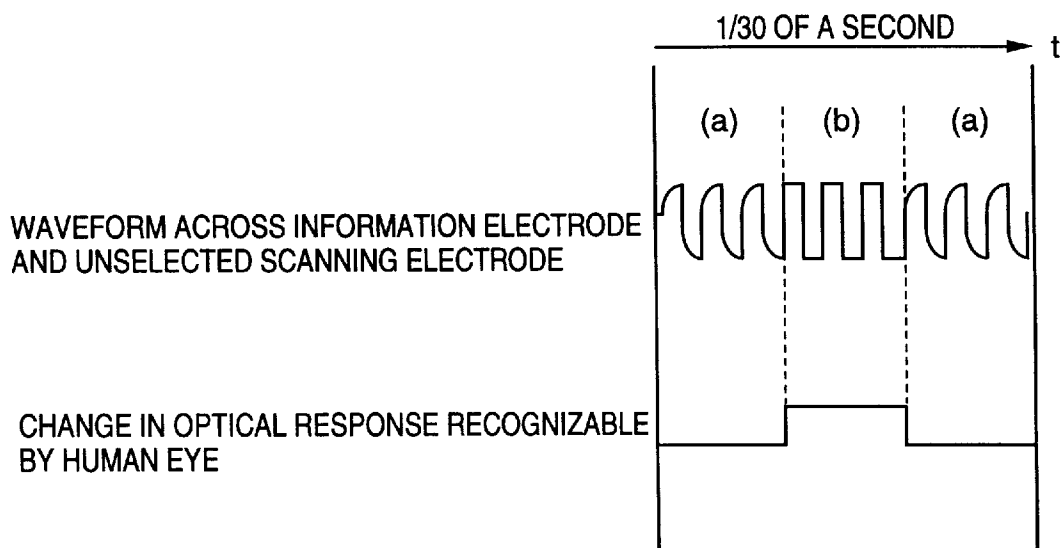 1/30 OF A SECOND
t
(a) (b) (a)
WAVEFORM ACROSS INFORMATION ELECTRODE
AND UNSELECTED SCANNING ELECTRODE
CHANGE IN OPTICAL RESPONSE RECOGNIZABLE
BY HUMAN EYE